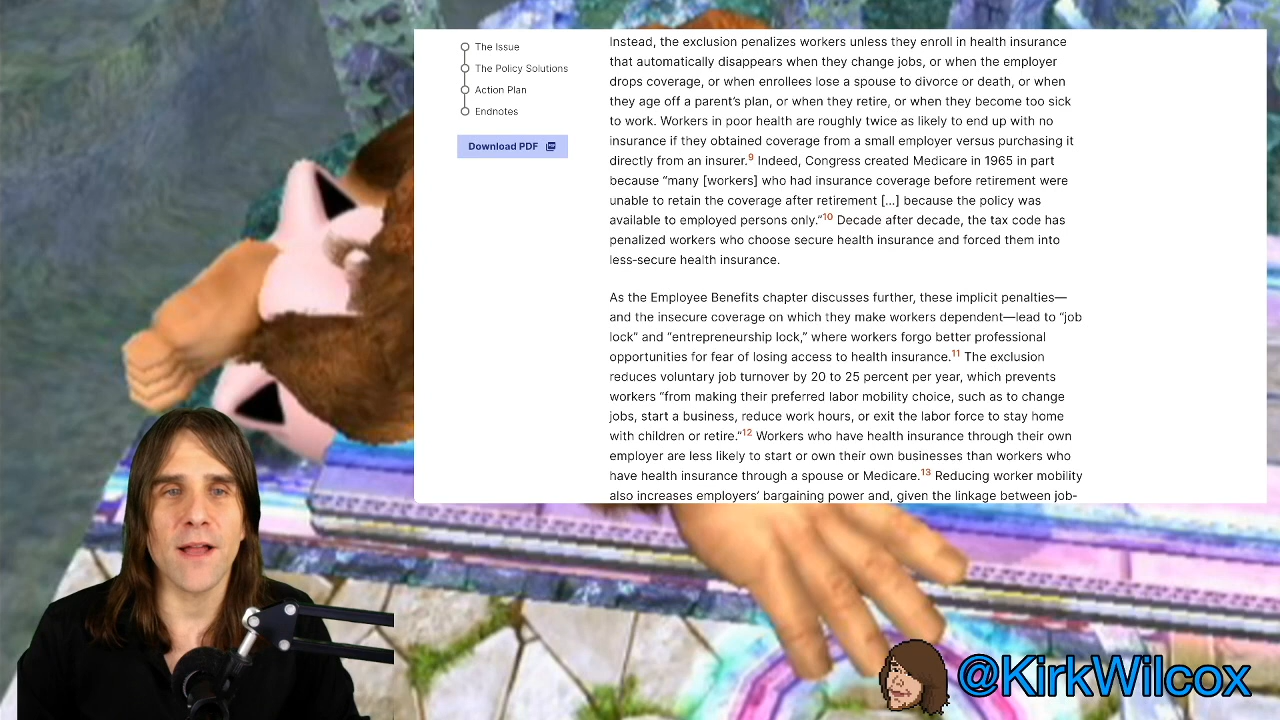 The Issue
The Policy Solutions
Action Plan
Endnotes
Download PDF
Instead, the exclusion penalizes workers unless they enroll in health insurance
that automatically disappears when they change jobs, or when the employer
drops coverage, or when enrollees lose a spouse to divorce or death, or when
they age off a parent’s plan, or when they retire, or when they become too sick
to work. Workers in poor health are roughly twice as likely to end up with no
insurance if they obtained coverage from a small employer versus purchasing it
directly from an insurer.9 Indeed, Congress created Medicare in 1965 in part
because “many [workers] who had insurance coverage before retirement were
unable to retain the coverage after retirement [...] because the policy was
available to employed persons only.”10 Decade after decade, the tax code has
penalized workers who choose secure health insurance and forced them into
less-secure health insurance.
As the Employee Benefits chapter discusses further, these implicit penalties—
and the insecure coverage on which they make workers dependent—lead to “job
lock” and “entrepreneurship lock,” where workers forgo better professional
opportunities for fear of losing access to health insurance.11 The exclusion
reduces voluntary job turnover by 20 to 25 percent per year, which prevents
workers “from making their preferred labor mobility choice, such as to change
jobs, start a business, reduce work hours, or exit the labor force to stay home
with children or retire.”12 Workers who have health insurance through their own
employer are less likely to start or own their own businesses than workers who
have health insurance through a spouse or Medicare.13 Reducing worker mobility
also increases employers’ bargaining power and, given the linkage between job-
@KirkWilcox